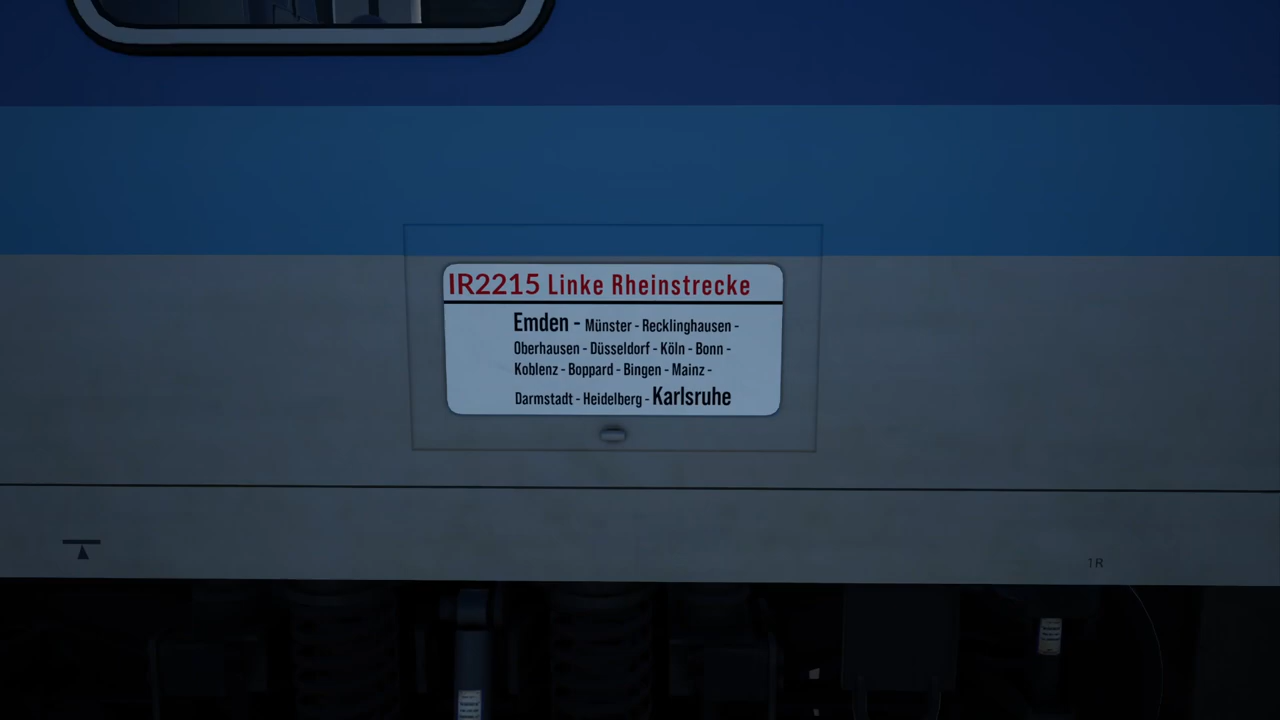 IR2215 Linke Rheinstrecke
Emden - Münster - Recklinghausen -
Oberhausen - Düsseldorf - Köln - Bonn -
Koblenz - Boppard - Bingen - Mainz -
Darmstadt - Heidelberg - Karlsruhe
1R